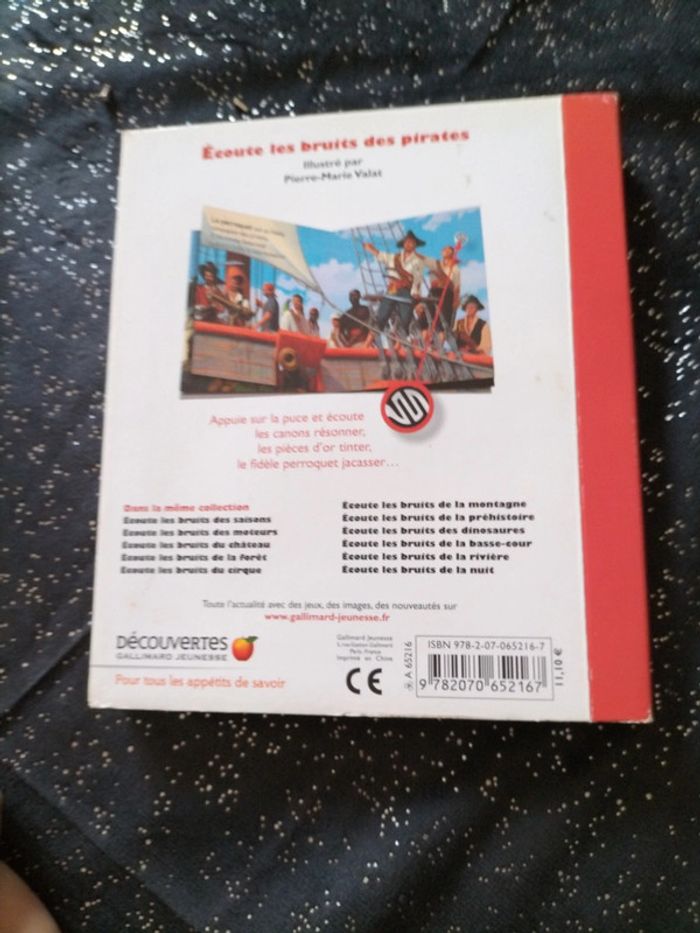 Écoute les bruits des pirates
Illustré par
Pierre-Marie Valat
Le perroquet
Appuie sur la puce et écoute
les canons résonner,
les pièces d'or tinter,
le fidèle perroquet jacasser…
Dans la même collection
Écoute les bruits des saisons
Écoute les bruits des moteurs
Écoute les bruits du château
Écoute les bruits de la forêt
Écoute les bruits du cirque
Écoute les bruits de la montagne
Écoute les bruits de la préhistoire
Écoute les bruits des dinosaures
Écoute les bruits de la basse-cour
Écoute les bruits de la rivière
Écoute les bruits de la nuit
Toute l'actualité avec des jeux, des images, des nouveautés sur
www.gallimard-jeunesse.fr
DÉCOUVERTES
GALLIMARD JEUNESSE
Pour tous les appétits de savoir
Gallimard Jeunesse
5, rue Gaston Gallimard
Paris, France
Imprimé en Chine
CE
A 65216
ISBN 978-2-07-065216-7
9 782070 652167
11,10 €